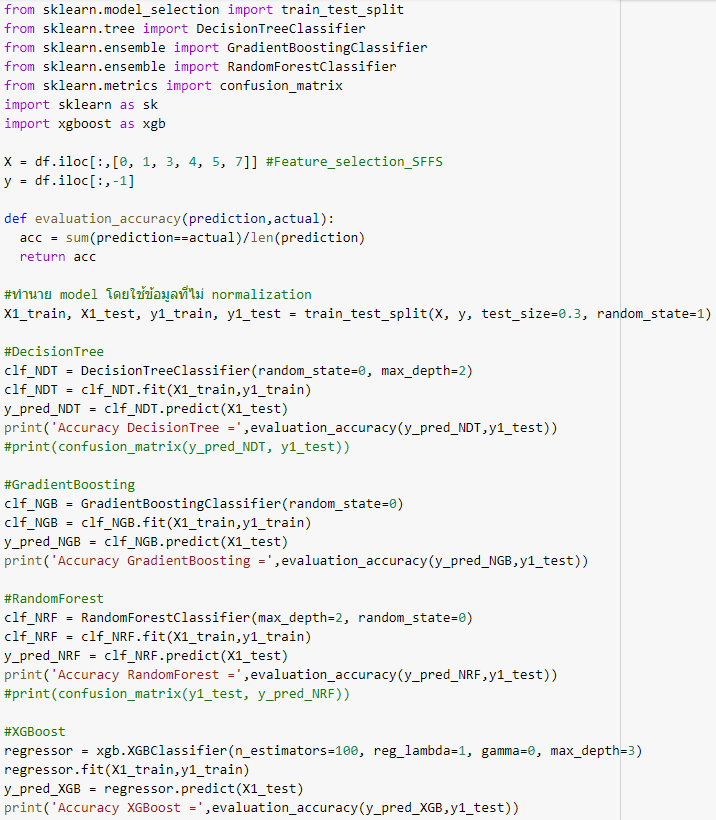 from sklearn.model_selection import train_test_split
from sklearn.tree import DecisionTreeClassifier
from sklearn.ensemble import GradientBoostingClassifier
from sklearn.ensemble import RandomForestClassifier
from sklearn.metrics import confusion_matrix
import sklearn as sk
import xgboost as xgb
X = df.iloc[:,[0, 1, 3, 4, 5, 7]] #Feature_selection_SFFS
y = df.iloc[:,-1]
def evaluation_accuracy(prediction,actual):
  acc = sum(prediction==actual)/len(prediction)
  return acc
#ทำนาย model โดยใช้ข้อมูลที่ไม่ normalization
X1_train, X1_test, y1_train, y1_test = train_test_split(X, y, test_size=0.3, random_state=1)
#DecisionTree
clf_NDT = DecisionTreeClassifier(random_state=0, max_depth=2)
clf_NDT = clf_NDT.fit(X1_train,y1_train)
y_pred_NDT = clf_NDT.predict(X1_test)
print('Accuracy DecisionTree =',evaluation_accuracy(y_pred_NDT,y1_test))
#print(confusion_matrix(y_pred_NDT, y1_test))
#GradientBoosting
clf_NGB = GradientBoostingClassifier(random_state=0)
clf_NGB = clf_NGB.fit(X1_train,y1_train)
y_pred_NGB = clf_NGB.predict(X1_test)
print('Accuracy GradientBoosting =',evaluation_accuracy(y_pred_NGB,y1_test))
#RandomForest
clf_NRF = RandomForestClassifier(max_depth=2, random_state=0)
clf_NRF = clf_NRF.fit(X1_train,y1_train)
y_pred_NRF = clf_NRF.predict(X1_test)
print('Accuracy RandomForest =',evaluation_accuracy(y_pred_NRF,y1_test))
#print(confusion_matrix(y1_test, y_pred_NRF))
#XGBoost
regressor = xgb.XGBClassifier(n_estimators=100, reg_lambda=1, gamma=0, max_depth=3)
regressor.fit(X1_train,y1_train)
y_pred_XGB = regressor.predict(X1_test)
print('Accuracy XGBoost =',evaluation_accuracy(y_pred_XGB,y1_test))